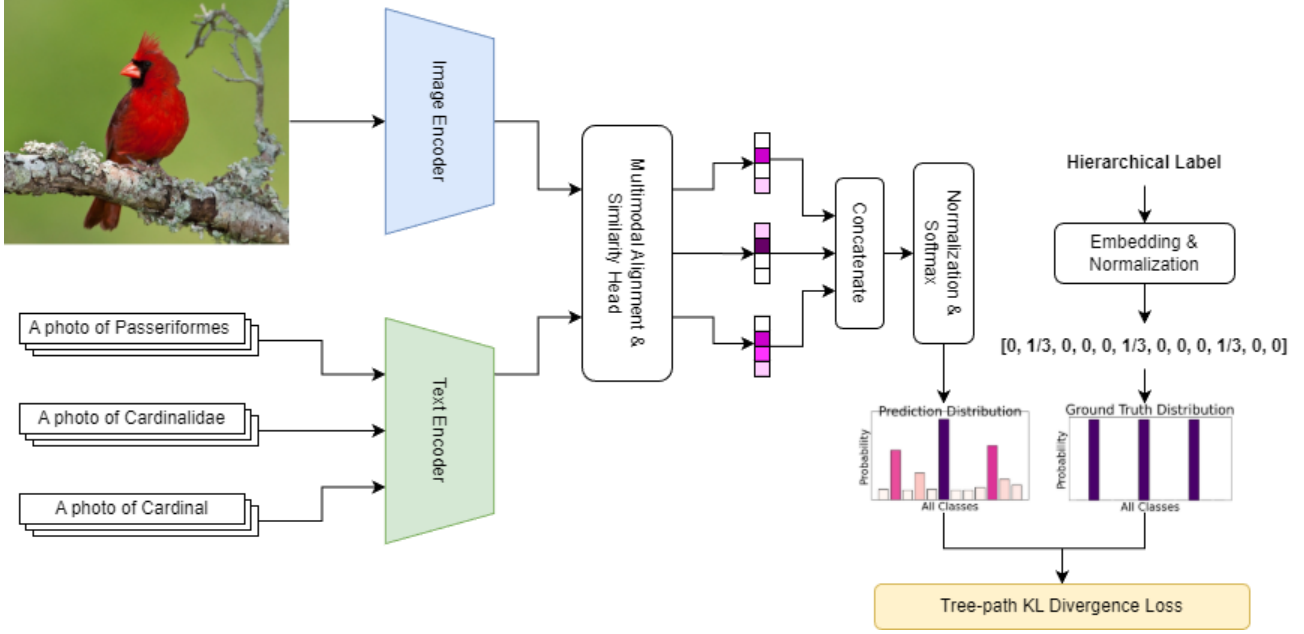 Image Encoder
A photo of Passeriformes
A photo of Cardinalidae
A photo of Cardinal
Text Encoder
Multimodal Alignment &
Similarity Head
Concatenate
Normalization &
Softmax
Hierarchical Label
Embedding &
Normalization
[0, 1/3, 0, 0, 0, 1/3, 0, 0, 0, 1/3, 0, 0]
Prediction Distribution
Probability
All Classes
Ground Truth Distribution
Probability
All Classes
Tree-path KL Divergence Loss